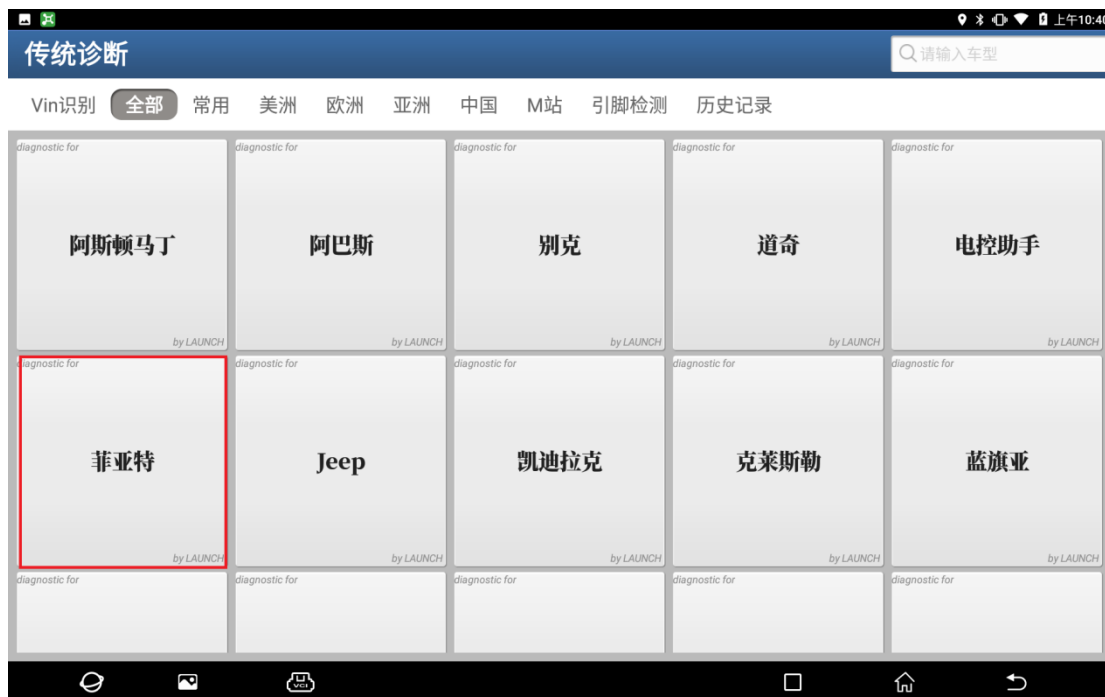 上午10:40
传统诊断
请输入车型
Vin识别 全部 常用 美洲 欧洲 亚洲 中国 M站 引脚检测 历史记录
diagnostic for diagnostic for diagnostic for diagnostic for diagnostic for
阿斯顿马丁 阿巴斯 别克 道奇 电控助手
by LAUNCH by LAUNCH by LAUNCH by LAUNCH by LAUNCH
diagnostic for diagnostic for diagnostic for diagnostic for diagnostic for
菲亚特 Jeep 凯迪拉克 克莱斯勒 蓝旗亚
by LAUNCH by LAUNCH by LAUNCH by LAUNCH by LAUNCH
diagnostic for diagnostic for diagnostic for diagnostic for diagnostic for
VCI